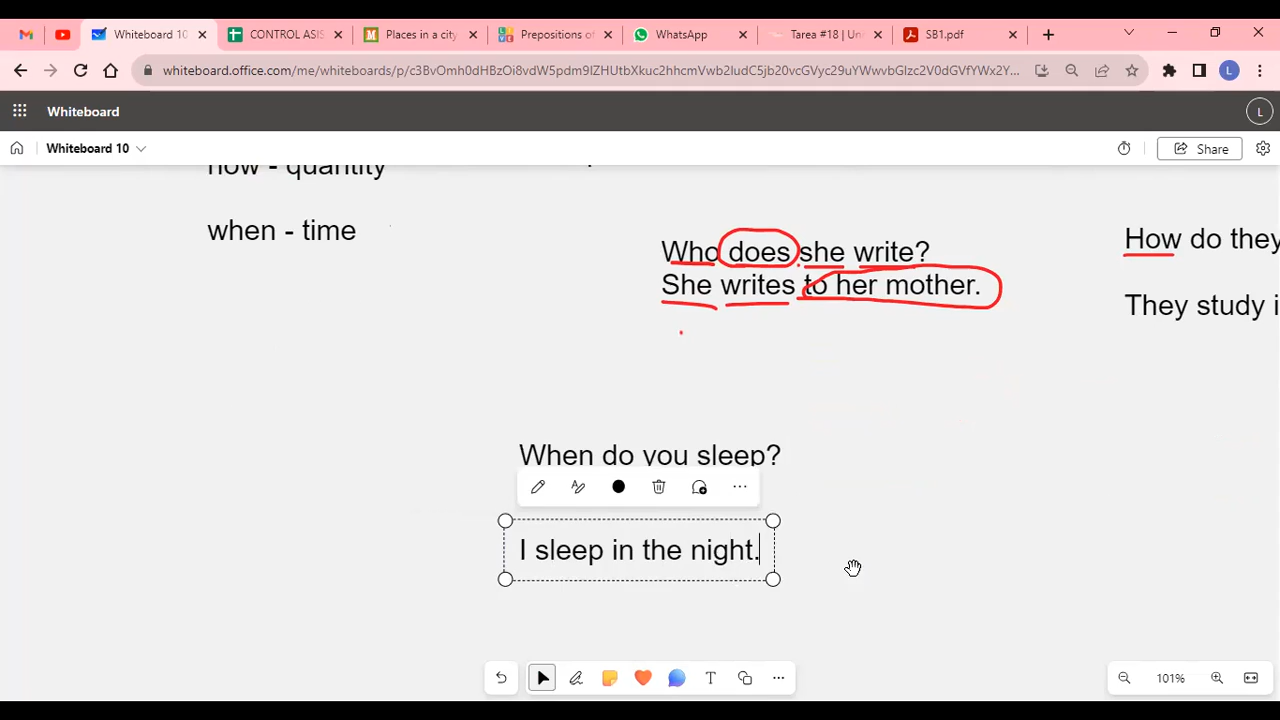 Whiteboard 10
CONTROL ASIS
Places in a city
Prepositions of
WhatsApp
Tarea #18 | Uni
SB1.pdf
whiteboard.office.com/me/whiteboards/p/
L
Whiteboard
L
Whiteboard 10
Share
how - quantity
when - time
Who does she write?
She writes to her mother.
How do they
They study i
When do you sleep?
I sleep in the night.
101%